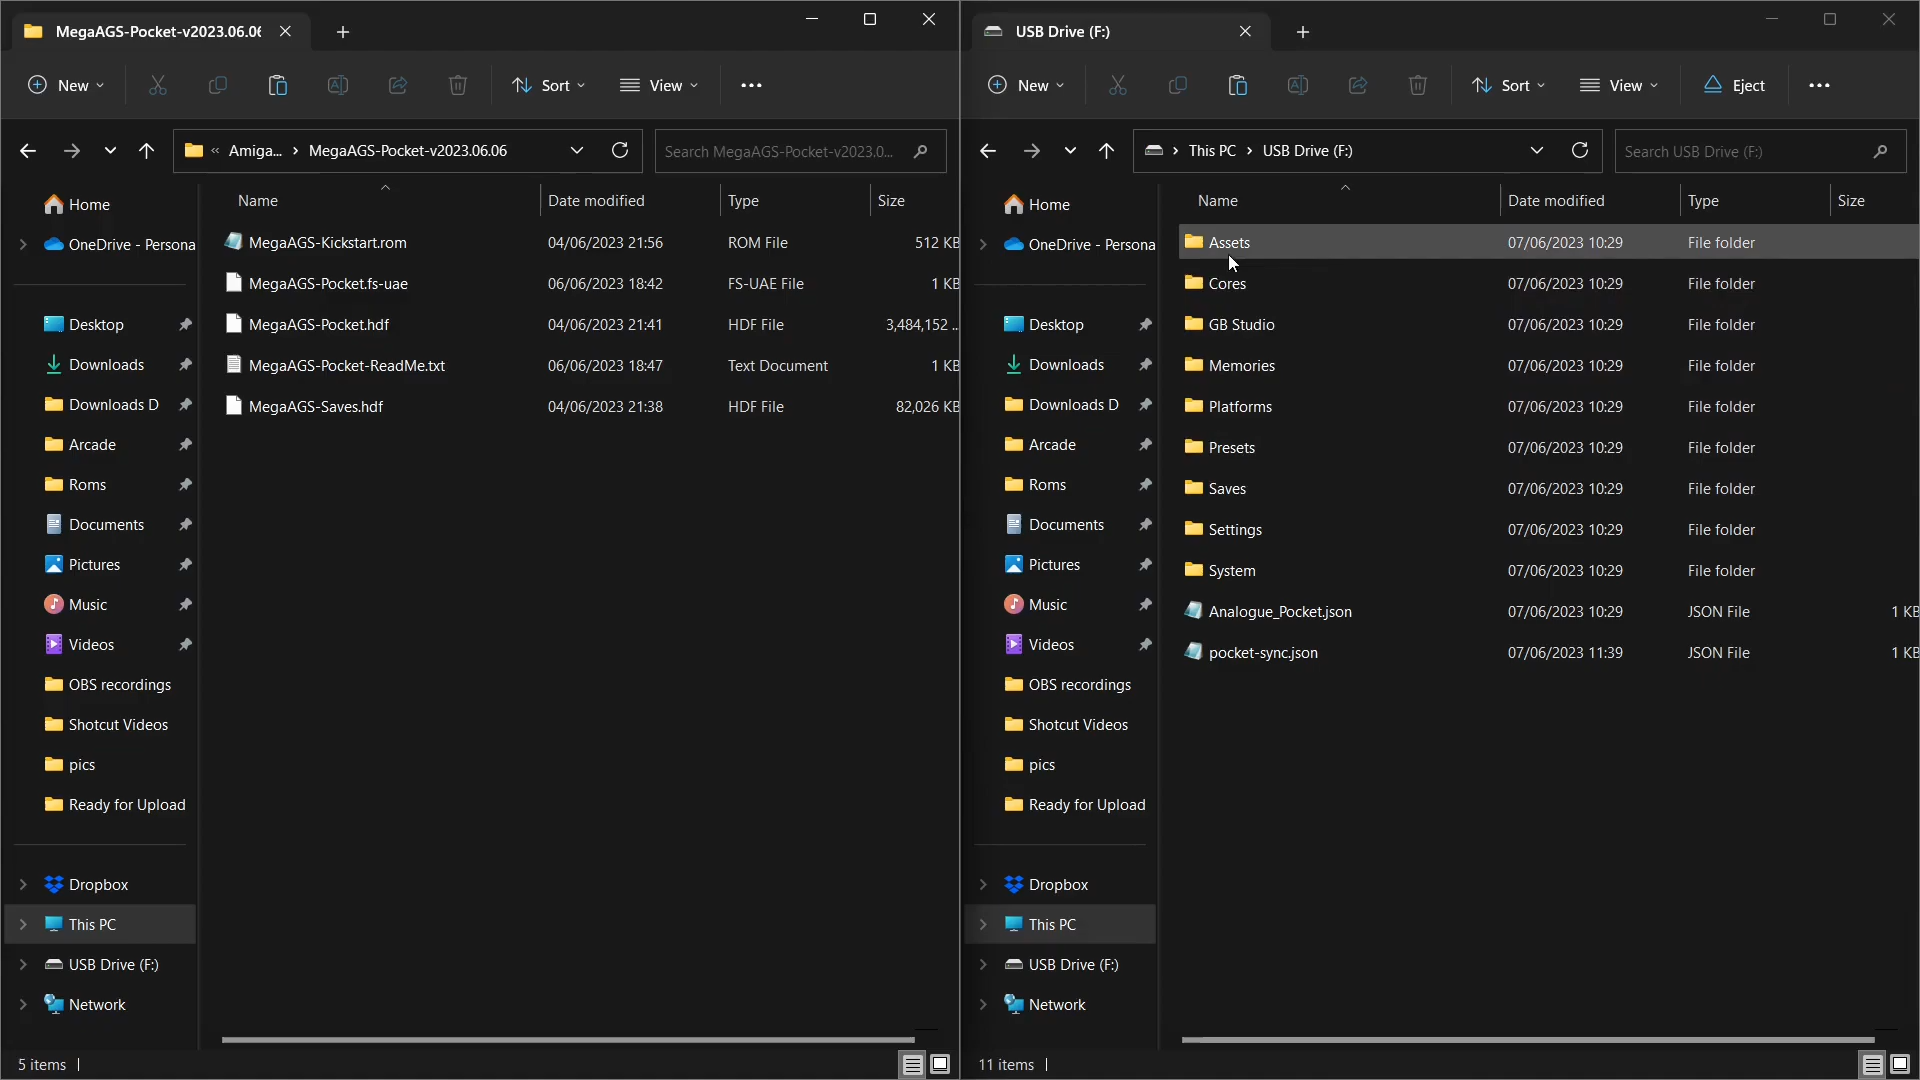 MegaAGS-Pocket-v2023.06.06
New
Sort
View
Amiga... > MegaAGS-Pocket-v2023.06.06
Search MegaAGS-Pocket-v2023.0...
Home
OneDrive - Persona
Desktop
Downloads
Downloads D
Arcade
Roms
Documents
Pictures
Music
Videos
OBS recordings
Shotcut Videos
pics
Ready for Upload
Dropbox
This PC
USB Drive (F:)
Network
Name Date modified Type Size
MegaAGS-Kickstart.rom 04/06/2023 21:56 ROM File 512 KB
MegaAGS-Pocket.fs-uae 06/06/2023 18:42 FS-UAE File 1 KB
MegaAGS-Pocket.hdf 04/06/2023 21:41 HDF File 3,484,152 ..
MegaAGS-Pocket-ReadMe.txt 06/06/2023 18:47 Text Document 1 KB
MegaAGS-Saves.hdf 04/06/2023 21:38 HDF File 82,026 KB
5 items
USB Drive (F:)
New
Sort
View
Eject
This PC > USB Drive (F:)
Search USB Drive (F:)
Home
OneDrive - Persona
Desktop
Downloads
Downloads D
Arcade
Roms
Documents
Pictures
Music
Videos
OBS recordings
Shotcut Videos
pics
Ready for Upload
Dropbox
This PC
USB Drive (F:)
Network
Name Date modified Type Size
Assets 07/06/2023 10:29 File folder
Cores 07/06/2023 10:29 File folder
GB Studio 07/06/2023 10:29 File folder
Memories 07/06/2023 10:29 File folder
Platforms 07/06/2023 10:29 File folder
Presets 07/06/2023 10:29 File folder
Saves 07/06/2023 10:29 File folder
Settings 07/06/2023 10:29 File folder
System 07/06/2023 10:29 File folder
Analogue_Pocket.json 07/06/2023 10:29 JSON File 1 KB
pocket-sync.json 07/06/2023 11:39 JSON File 1 KB
11 items